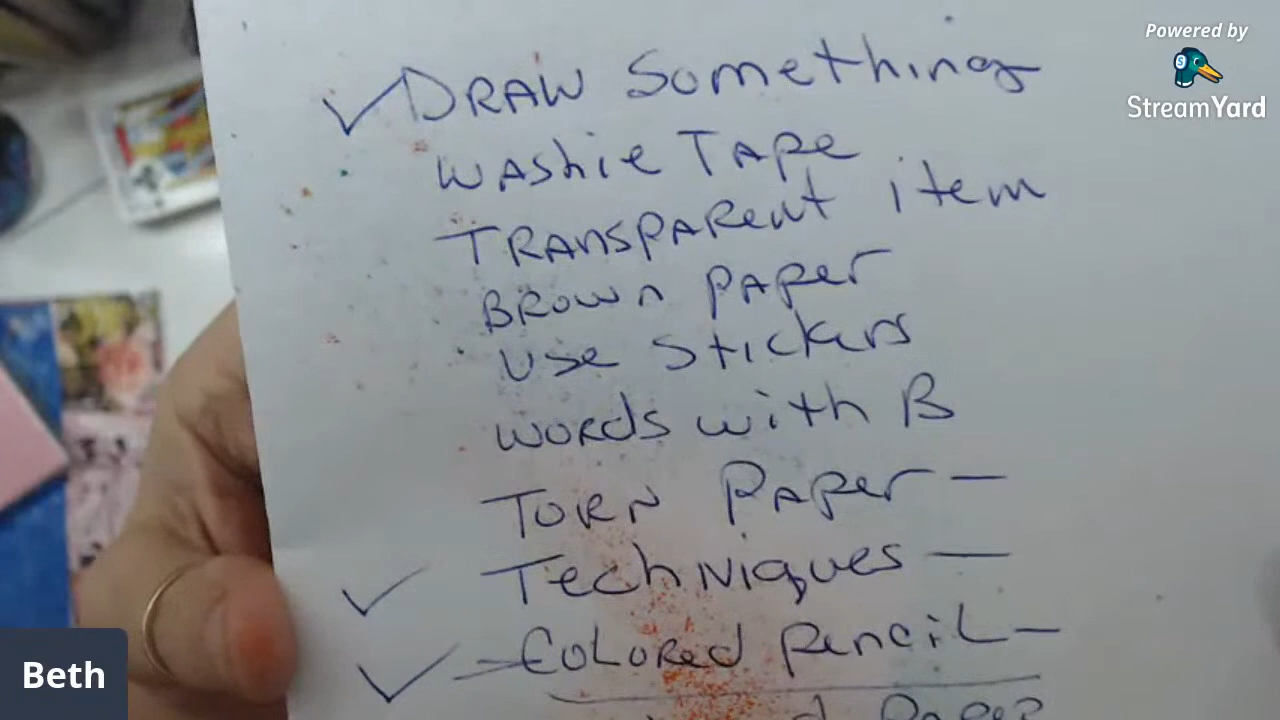 Powered by
StreamYard
✓ DRAW Something
WAShie TAPe
TRANSPARent item
BROWn PAPer
Use Stickers
WORds with B
TORN PAPer —
✓ TechNiques —
✓ — CoLoRed PenciL —
PAPer
Beth